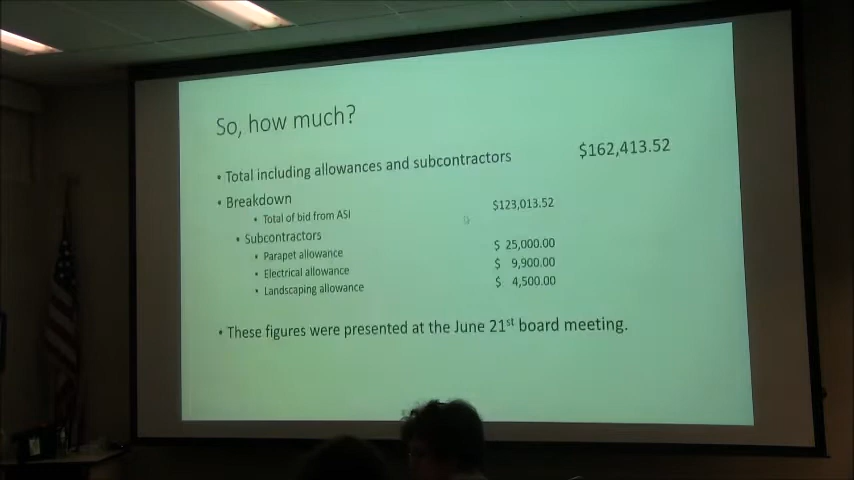 So, how much?
• Total including allowances and subcontractors $162,413.52
• Breakdown
• Total of bid from ASI $123,013.52
• Subcontractors
• Parapet allowance $ 25,000.00
• Electrical allowance $ 9,900.00
• Landscaping allowance $ 4,500.00
• These figures were presented at the June 21st board meeting.